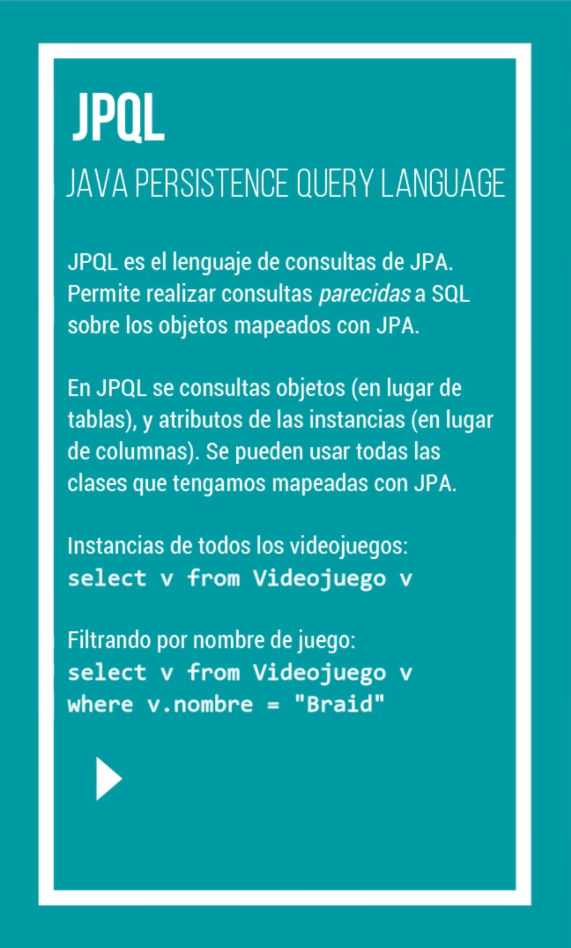 JPQL
JAVA PERSISTENCE QUERY LANGUAGE
JPQL es el lenguaje de consultas de JPA.
Permite realizar consultas parecidas a SQL
sobre los objetos mapeados con JPA.
En JPQL se consultas objetos (en lugar de
tablas), y atributos de las instancias (en lugar
de columnas). Se pueden usar todas las
clases que tengamos mapeadas con JPA.
Instancias de todos los videojuegos:
select v from Videojuego v
Filtrando por nombre de juego:
select v from Videojuego v
where v.nombre = "Braid"